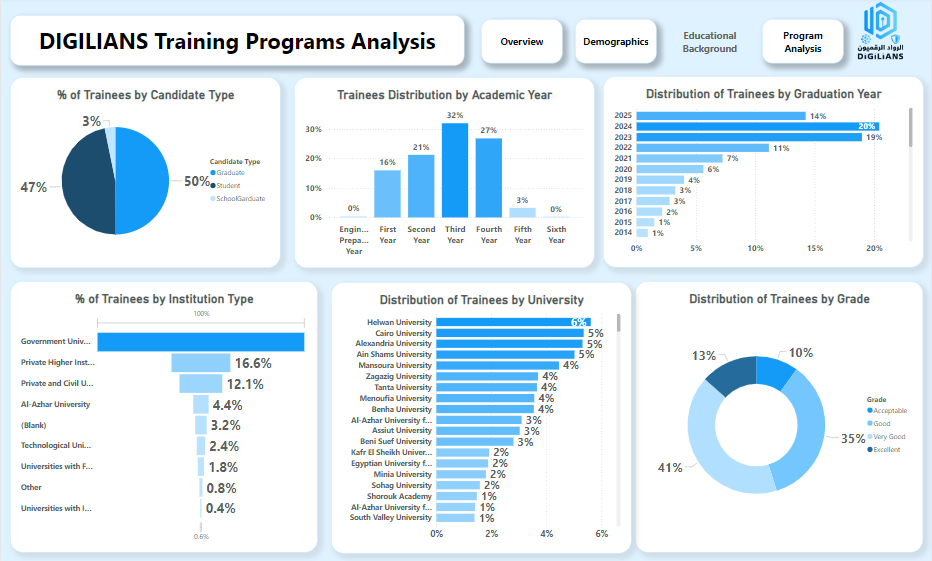 DIGILIANS Training Programs Analysis
Overview
Demographics
Educational
Background
Program
Analysis
الرواد الرقميون
DiGiLiANS
% of Trainees by Candidate Type
3%
47%
50%
Candidate Type
Graduate
Student
SchoolGarduate
Trainees Distribution by Academic Year
30%
20%
10%
0%
0%
16%
21%
32%
27%
3%
0%
Engin...
Prepa...
Year
First
Year
Second
Year
Third
Year
Fourth
Year
Fifth
Year
Sixth
Year
Distribution of Trainees by Graduation Year
2025 14%
2024 20%
2023 19%
2022 11%
2021 7%
2020 6%
2019 4%
2018 3%
2017 3%
2016 2%
2015 1%
2014 1%
0% 5% 10% 15% 20%
% of Trainees by Institution Type
100%
Government Univ...
Private Higher Inst... 16.6%
Private and Civil U... 12.1%
Al-Azhar University 4.4%
(Blank) 3.2%
Technological Uni... 2.4%
Universities with F... 1.8%
Other 0.8%
Universities with I... 0.4%
0.6%
Distribution of Trainees by University
Helwan University 6%
Cairo University 5%
Alexandria University 5%
Ain Shams University 5%
Mansoura University 4%
Zagazig University 4%
Tanta University 4%
Menoufia University 4%
Benha University 4%
Al-Azhar University f... 3%
Assiut University 3%
Beni Suef University 3%
Kafr El Sheikh Univer... 2%
Egyptian University f... 2%
Minia University 2%
Sohag University 2%
Shorouk Academy 1%
Al-Azhar University f... 1%
South Valley University 1%
0% 2% 4% 6%
Distribution of Trainees by Grade
13%
10%
35%
41%
Grade
Acceptable
Good
Very Good
Excellent